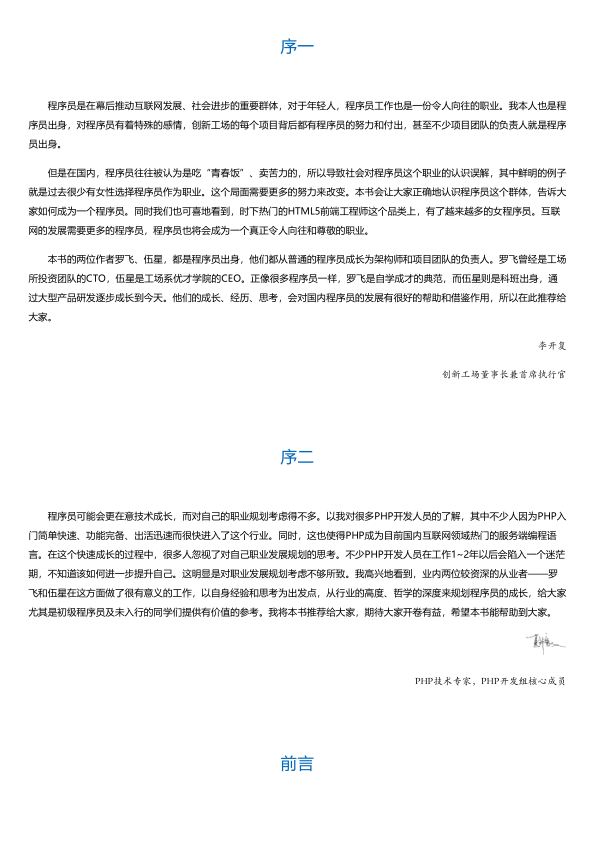 序一
程序员是在幕后推动互联网发展、社会进步的重要群体，对于年轻人，程序员工作也是一份令人向往的职业。我本人也是程
序员出身，对程序员有着特殊的感情，创新工场的每个项目背后都有程序员的努力和付出，甚至不少项目团队的负责人就是程序
员出身。
但是在国内，程序员往往被认为是吃“青春饭”、卖苦力的，所以导致社会对程序员这个职业的认识误解，其中鲜明的例子
就是过去很少有女性选择程序员作为职业。这个局面需要更多的努力来改变。本书会让大家正确地认识程序员这个群体，告诉大
家如何成为一个程序员。同时我们也可喜地看到，时下热门的HTML5前端工程师这个品类上，有了越来越多的女程序员。互联
网的发展需要更多的程序员，程序员也将会成为一个真正令人向往和尊敬的职业。
本书的两位作者罗飞、伍星，都是程序员出身，他们都从普通的程序员成长为架构师和项目团队的负责人。罗飞曾经是工场
所投资团队的CTO，伍星是工场系优才学院的CEO。正像很多程序员一样，罗飞是自学成才的典范，而伍星则是科班出身，通
过大型产品研发逐步成长到今天。他们的成长、经历、思考，会对国内程序员的发展有很好的帮助和借鉴作用，所以在此推荐给
大家。
李开复
创新工场董事长兼首席执行官
序二
程序员可能会更在意技术成长，而对自己的职业规划考虑得不多。以我对很多PHP开发人员的了解，其中不少人因为PHP入
门简单快速、功能完备、出活迅速而很快进入了这个行业。同时，这也使得PHP成为目前国内互联网领域热门的服务端编程语
言。在这个快速成长的过程中，很多人忽视了对自己职业发展规划的思考。不少PHP开发人员在工作1~2年以后会陷入一个迷茫
期，不知道该如何进一步提升自己。这明显是对职业发展规划考虑不够所致。我高兴地看到，业内两位较资深的从业者——罗
飞和伍星在这方面做了很有意义的工作，以自身经验和思考为出发点，从行业的高度、哲学的深度来规划程序员的成长，给大家
尤其是初级程序员及未入行的同学们提供有价值的参考。我将本书推荐给大家，期待大家开卷有益，希望本书能帮助到大家。
PHP技术专家，PHP开发组核心成员
前言